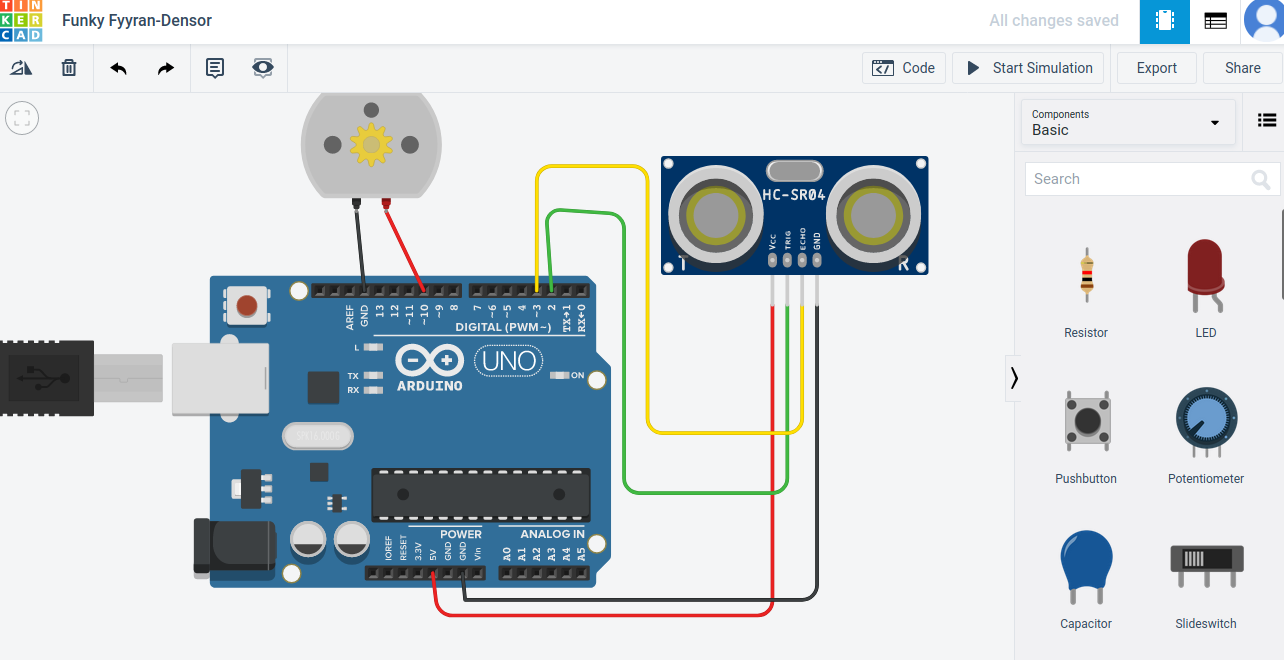 TIN
KER
CAD
Funky Fyyran-Densor
All changes saved
Code
Start Simulation
Export
Share
Components
Basic
Search
HC-SR04
VCC
TRIG
ECHO
GND
T
R
AREF
GND
13
12
~11
~10
~9
8
7
~6
~5
4
~3
2
TX→1
RX←0
DIGITAL (PWM~)
L
TX
RX
ARDUINO
UNO
ON
POWER
ANALOG IN
IOREF
RESET
3.3V
5V
GND
GND
Vin
A0
A1
A2
A3
A4
A5
Resistor
LED
Pushbutton
Potentiometer
Capacitor
Slideswitch